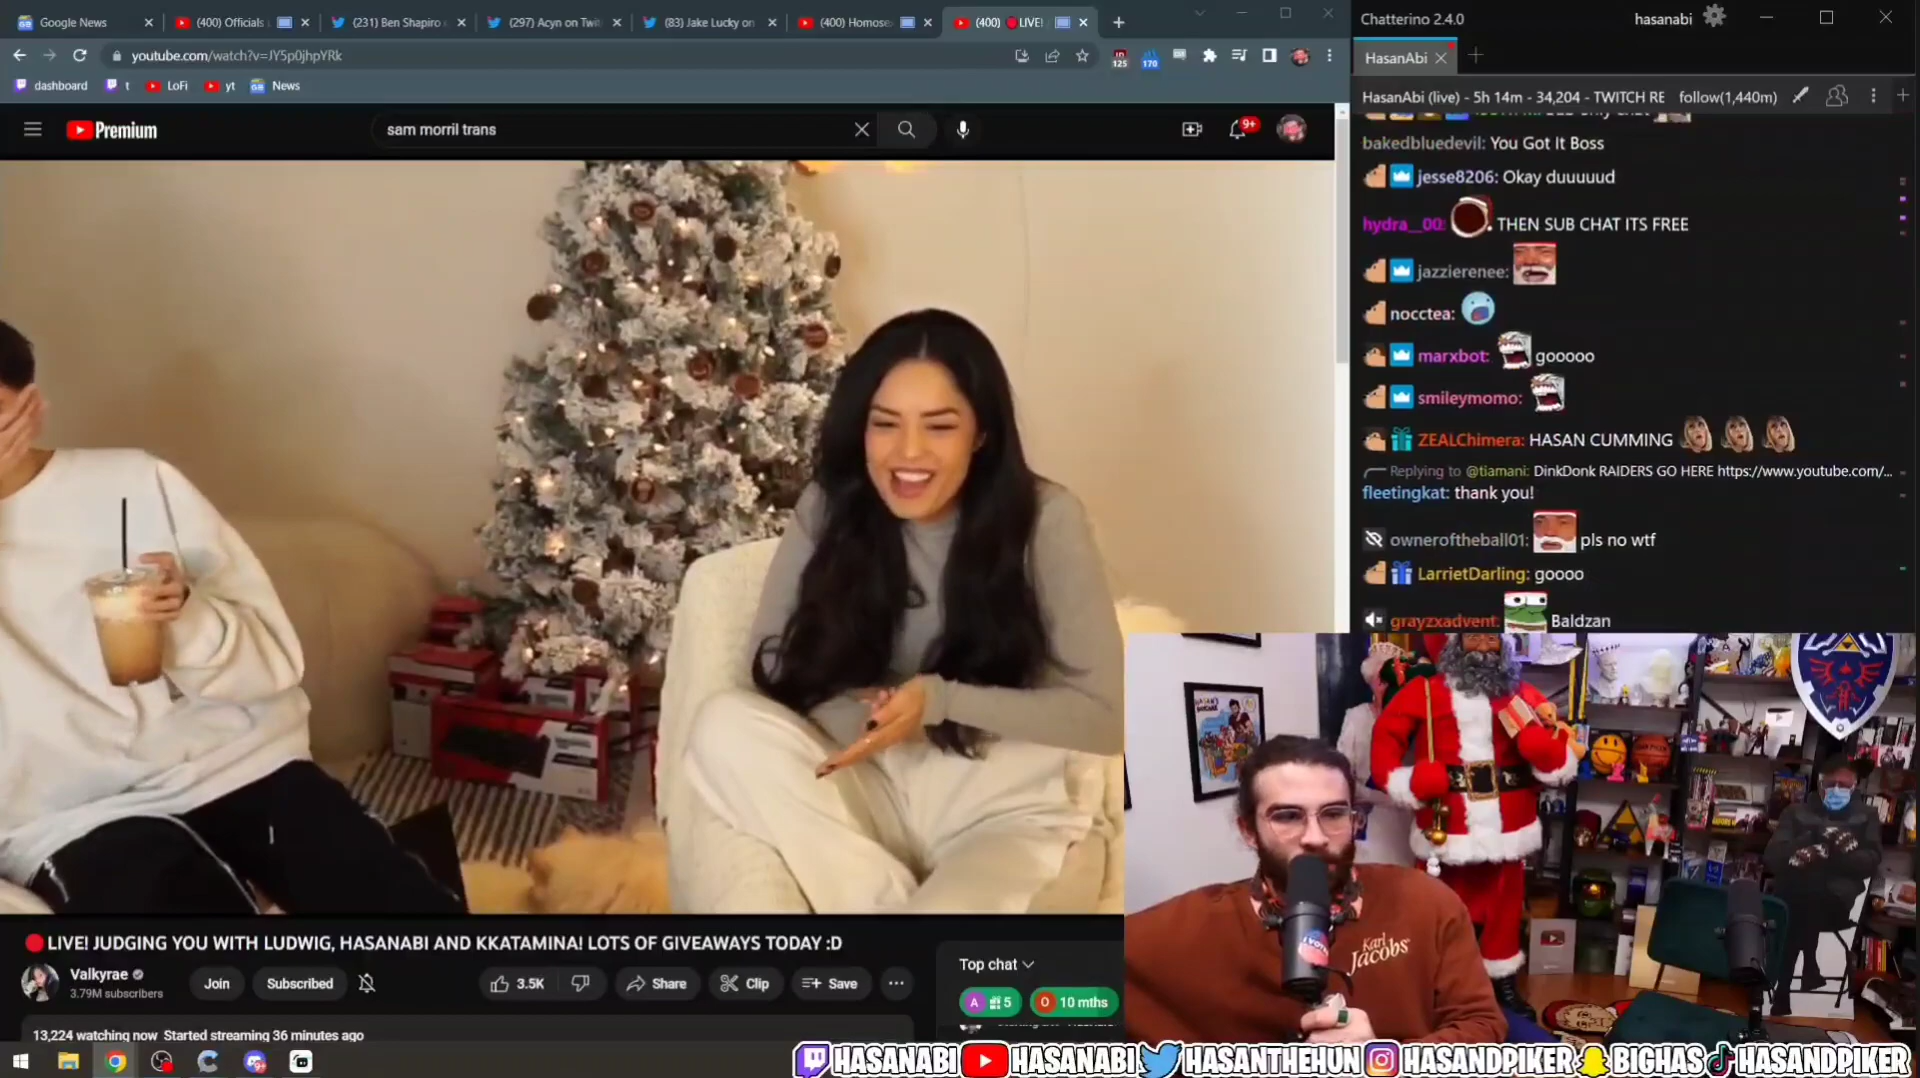 Google News
(400) Officials
(231) Ben Shapiro
(297) Acyn on Twit
(83) Jake Lucky on
(400) Homose
(400) LIVE!
youtube.com/watch?v=JY5p0jhpYRk
125
170
dashboard
t
LoFi
yt
News
Premium
sam morril trans
9+
LIVE! JUDGING YOU WITH LUDWIG, HASANABI AND KKATAMINA! LOTS OF GIVEAWAYS TODAY :D
Valkyrae
3.79M subscribers
Join
Subscribed
3.5K
Share
Clip
Save
13,224 watching now Started streaming 36 minutes ago
Top chat
A 5
O 10 mths
Chatterino 2.4.0
hasanabi
HasanAbi
HasanAbi (live) - 5h 14m - 34,204 - TWITCH RE
follow(1,440m)
bakedbluedevil: You Got It Boss
jesse8206: Okay duuuuud
hydra__00: THEN SUB CHAT ITS FREE
jazzierenee:
nocctea:
marxbot: gooooo
smileymomo:
ZEALChimera: HASAN CUMMING
Replying to @tiamani: DinkDonk RAIDERS GO HERE https://www.youtube.com/...
fleetingkat: thank you!
owneroftheball01: pls no wtf
LarrietDarling: goooo
grayzxadvent: Baldzan
Karl
Jacobs
I VOTED
HASANABI
HASANABI
HASANTHEHUN
HASANDPIKER
BIGHAS
HASANDPIKER